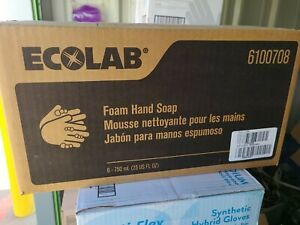 ECOLAB
6100708
Foam Hand Soap
Mousse nettoyante pour les mains
Jabón para manos espumoso
6 - 750 mL (25 US FL OZ)
Synthetic
Hybrid Gloves